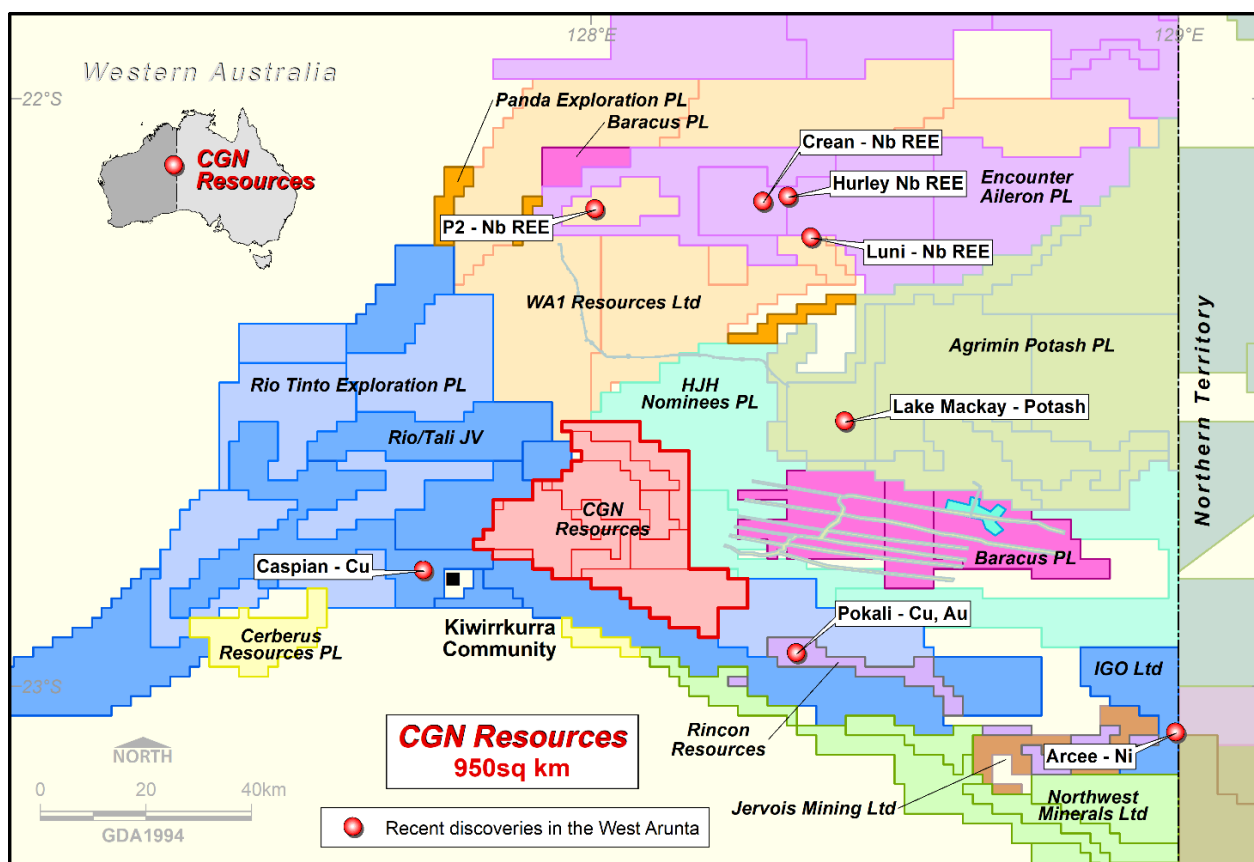 128°E
129°E
Western Australia
22°S
Panda Exploration PL
Baracus PL
CGN
Resources
Crean - Nb REE
Hurley Nb REE
Encounter
Aileron PL
P2 - Nb REE
Luni - Nb REE
WA1 Resources Ltd
Agrimin Potash PL
Northern Territory
Rio Tinto Exploration PL
HJH
Nominees PL
Lake Mackay - Potash
Rio/Tali JV
CGN
Resources
Caspian - Cu
Baracus PL
Kiwirrkurra
Community
Pokali - Cu, Au
Cerberus
Resources PL
IGO Ltd
23°S
CGN Resources
950sq km
Rincon
Resources
Arcee - Ni
NORTH
0 20 40km
GDA1994
Jervois Mining Ltd
Northwest
Minerals Ltd
Recent discoveries in the West Arunta